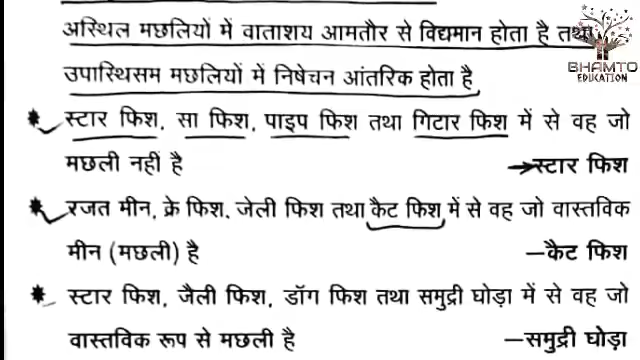 अस्थिल मछलियों में वाताशय आमतौर से विद्यमान होता है तथा
उपास्थिसम मछलियों में निषेचन आंतरिक होता है
BHAMTO
EDUCATION
* स्टार फिश, सा फिश, पाइप फिश तथा गिटार फिश में से वह जो
मछली नहीं है →स्टार फिश
* रजत मीन, क्रे फिश, जेली फिश तथा कैट फिश में से वह जो वास्तविक
मीन (मछली) है –कैट फिश
* स्टार फिश, जैली फिश, डॉग फिश तथा समुद्री घोड़ा में से वह जो
वास्तविक रूप से मछली है –समुद्री घोड़ा